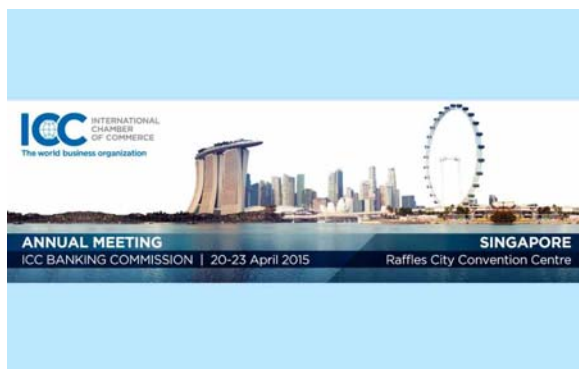 ICC INTERNATIONAL
CHAMBER
OF COMMERCE
The world business organization
ANNUAL MEETING
ICC BANKING COMMISSION | 20-23 April 2015
SINGAPORE
Raffles City Convention Centre